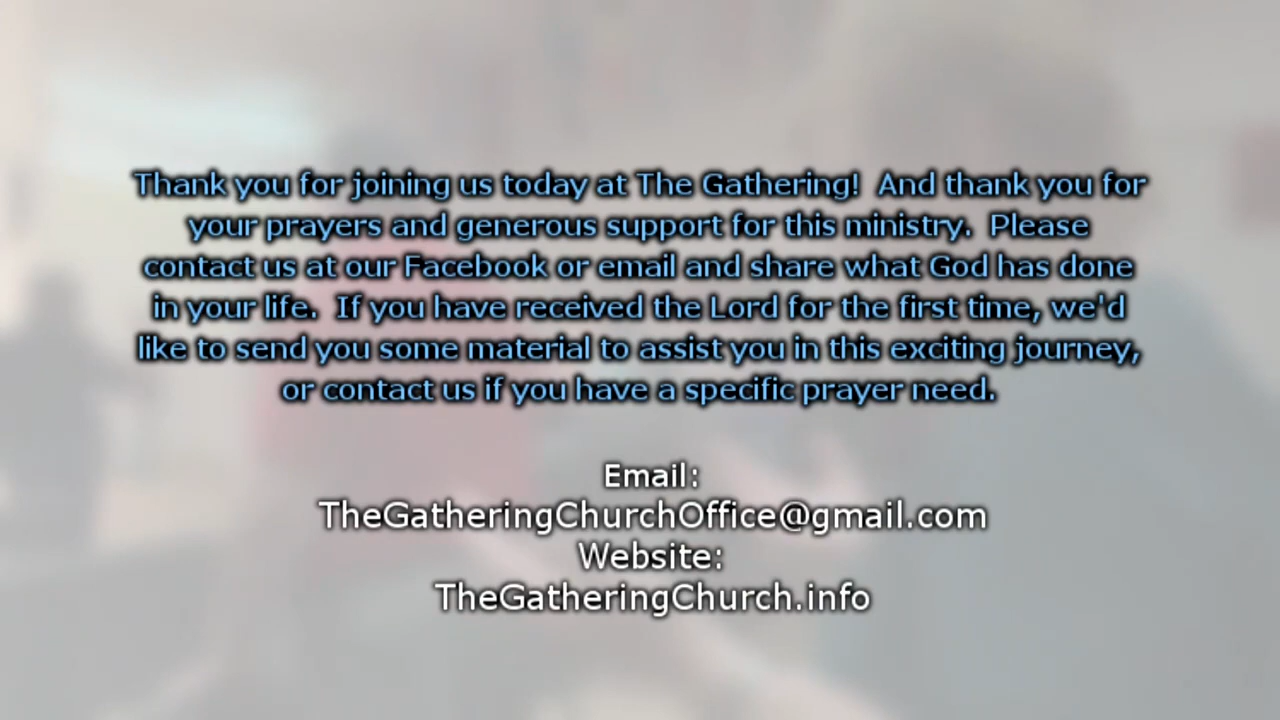 Thank you for joining us today at The Gathering!  And thank you for
your prayers and generous support for this ministry.  Please
contact us at our Facebook or email and share what God has done
in your life.  If you have received the Lord for the first time, we'd
like to send you some material to assist you in this exciting journey,
or contact us if you have a specific prayer need.
Email:
TheGatheringChurchOffice@gmail.com
Website:
TheGatheringChurch.info